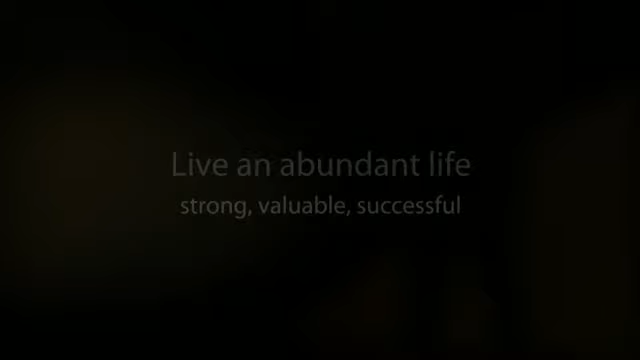 Live an abundant life
strong, valuable, successful